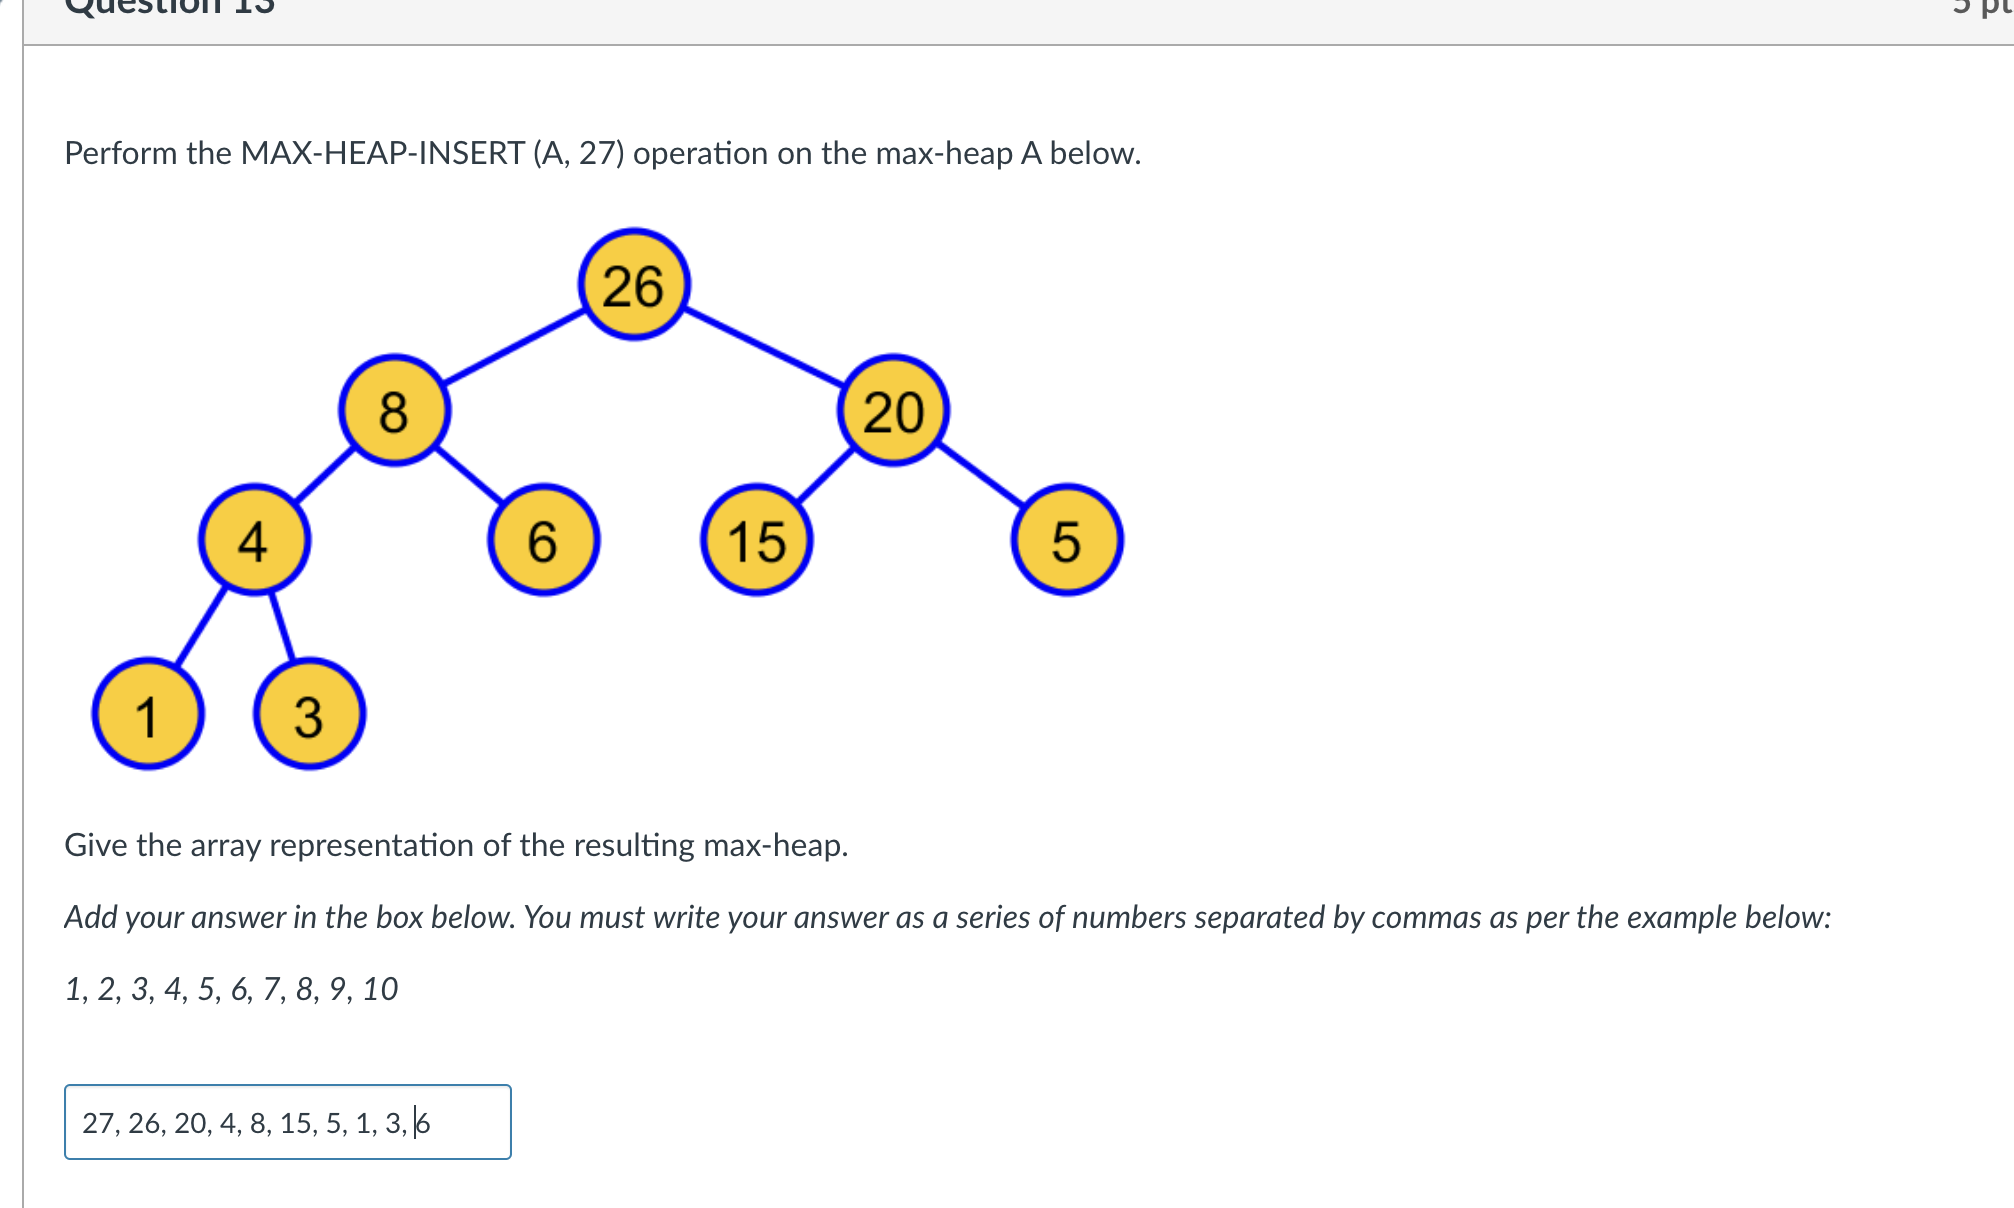 Question 13
5 pt
Perform the MAX-HEAP-INSERT (A, 27) operation on the max-heap A below.
26
8
20
4
6
15
5
1
3
Give the array representation of the resulting max-heap.
Add your answer in the box below. You must write your answer as a series of numbers separated by commas as per the example below:
1, 2, 3, 4, 5, 6, 7, 8, 9, 10
27, 26, 20, 4, 8, 15, 5, 1, 3, 6